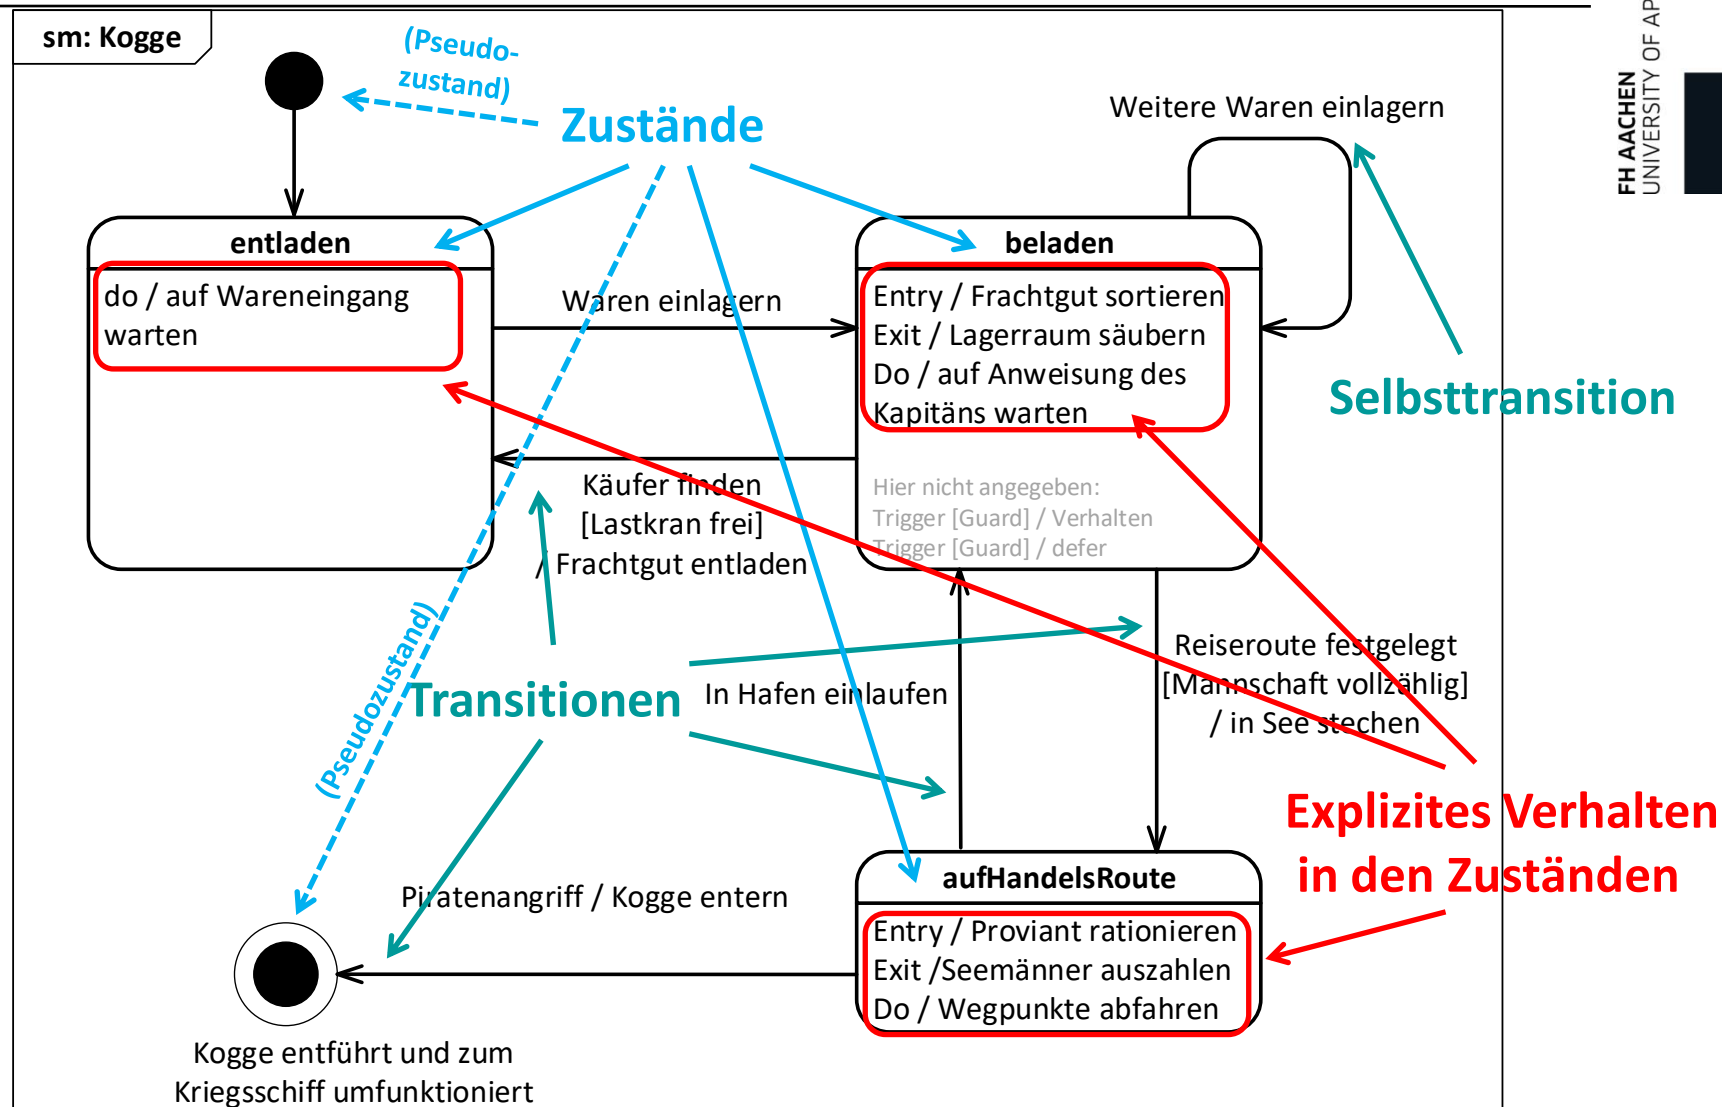 sm: Kogge
(Pseudo-
zustand)
Zustände
Weitere Waren einlagern
FH AACHEN
UNIVERSITY OF AP
entladen
do / auf Wareneingang
warten
Waren einlagern
beladen
Entry / Frachtgut sortieren
Exit / Lagerraum säubern
Do / auf Anweisung des
Kapitäns warten
Hier nicht angegeben:
Trigger [Guard] / Verhalten
Trigger [Guard] / defer
Selbsttransition
Käufer finden
[Lastkran frei]
/ Frachtgut entladen
(Pseudozustand)
Transitionen
In Hafen einlaufen
Reiseroute festgelegt
[Mannschaft vollzählig]
/ in See stechen
Explizites Verhalten
in den Zuständen
Piratenangriff / Kogge entern
aufHandelsRoute
Entry / Proviant rationieren
Exit /Seemänner auszahlen
Do / Wegpunkte abfahren
Kogge entführt und zum
Kriegsschiff umfunktioniert